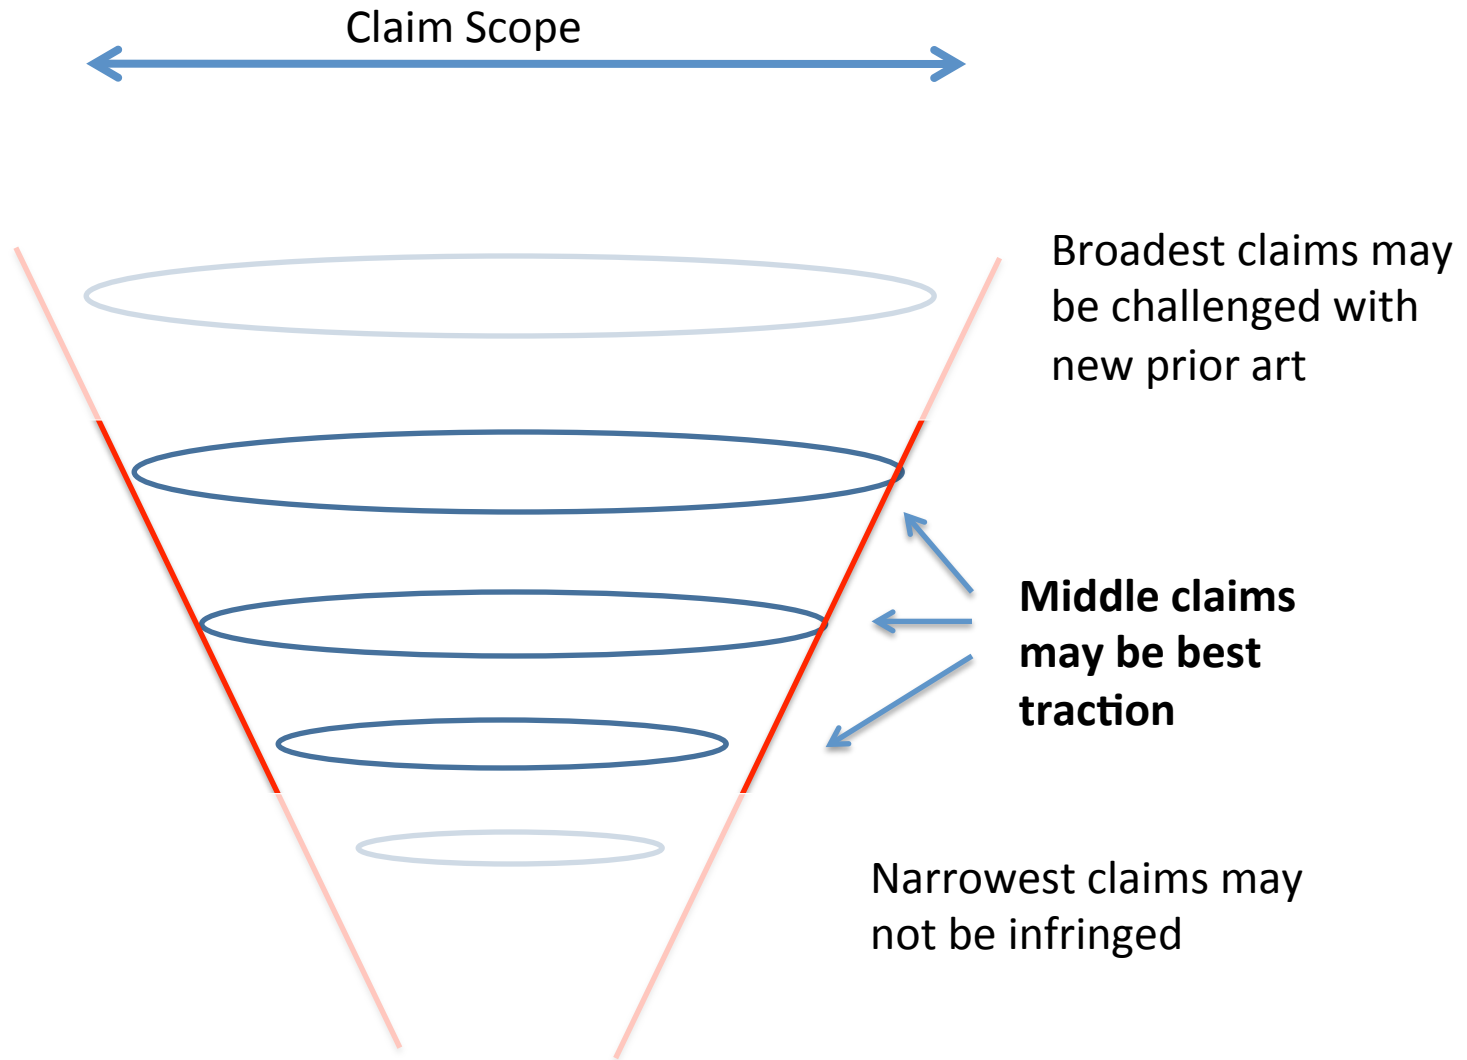 Claim Scope
Broadest claims may
be challenged with
new prior art
Middle claims
may be best
traction
Narrowest claims may
not be infringed